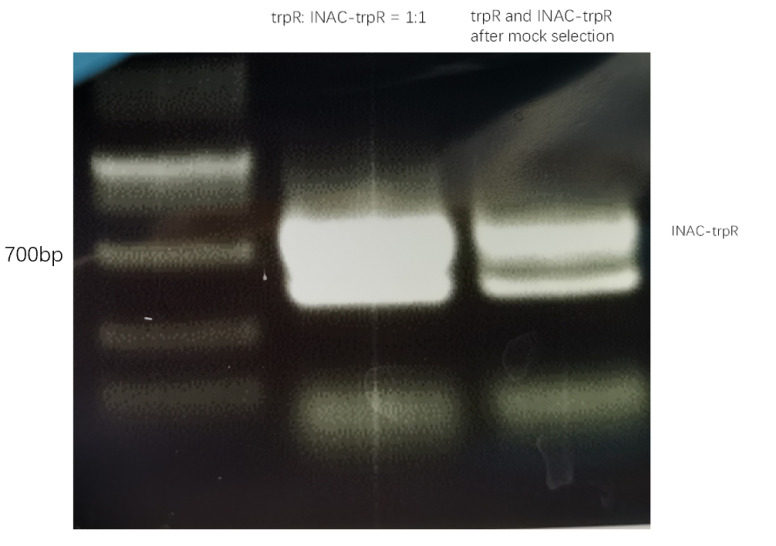 trpR: INAC-trpR = 1:1
trpR and INAC-trpR
after mock selection
700bp
INAC-trpR